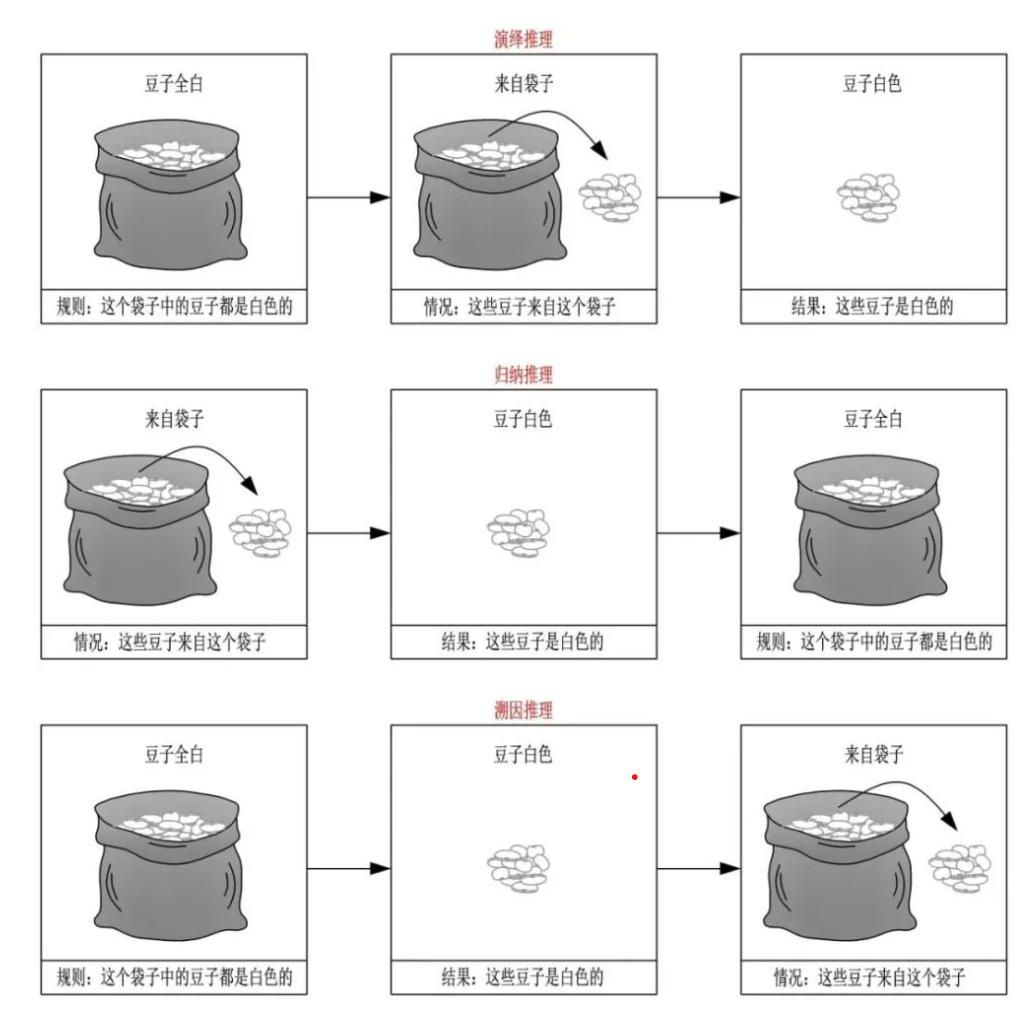 演绎推理
豆子全白
来自袋子
豆子白色
规则：这个袋子中的豆子都是白色的
情况：这些豆子来自这个袋子
结果：这些豆子是白色的
归纳推理
来自袋子
豆子白色
豆子全白
情况：这些豆子来自这个袋子
结果：这些豆子是白色的
规则：这个袋子中的豆子都是白色的
溯因推理
豆子全白
豆子白色
来自袋子
规则：这个袋子中的豆子都是白色的
结果：这些豆子是白色的
情况：这些豆子来自这个袋子